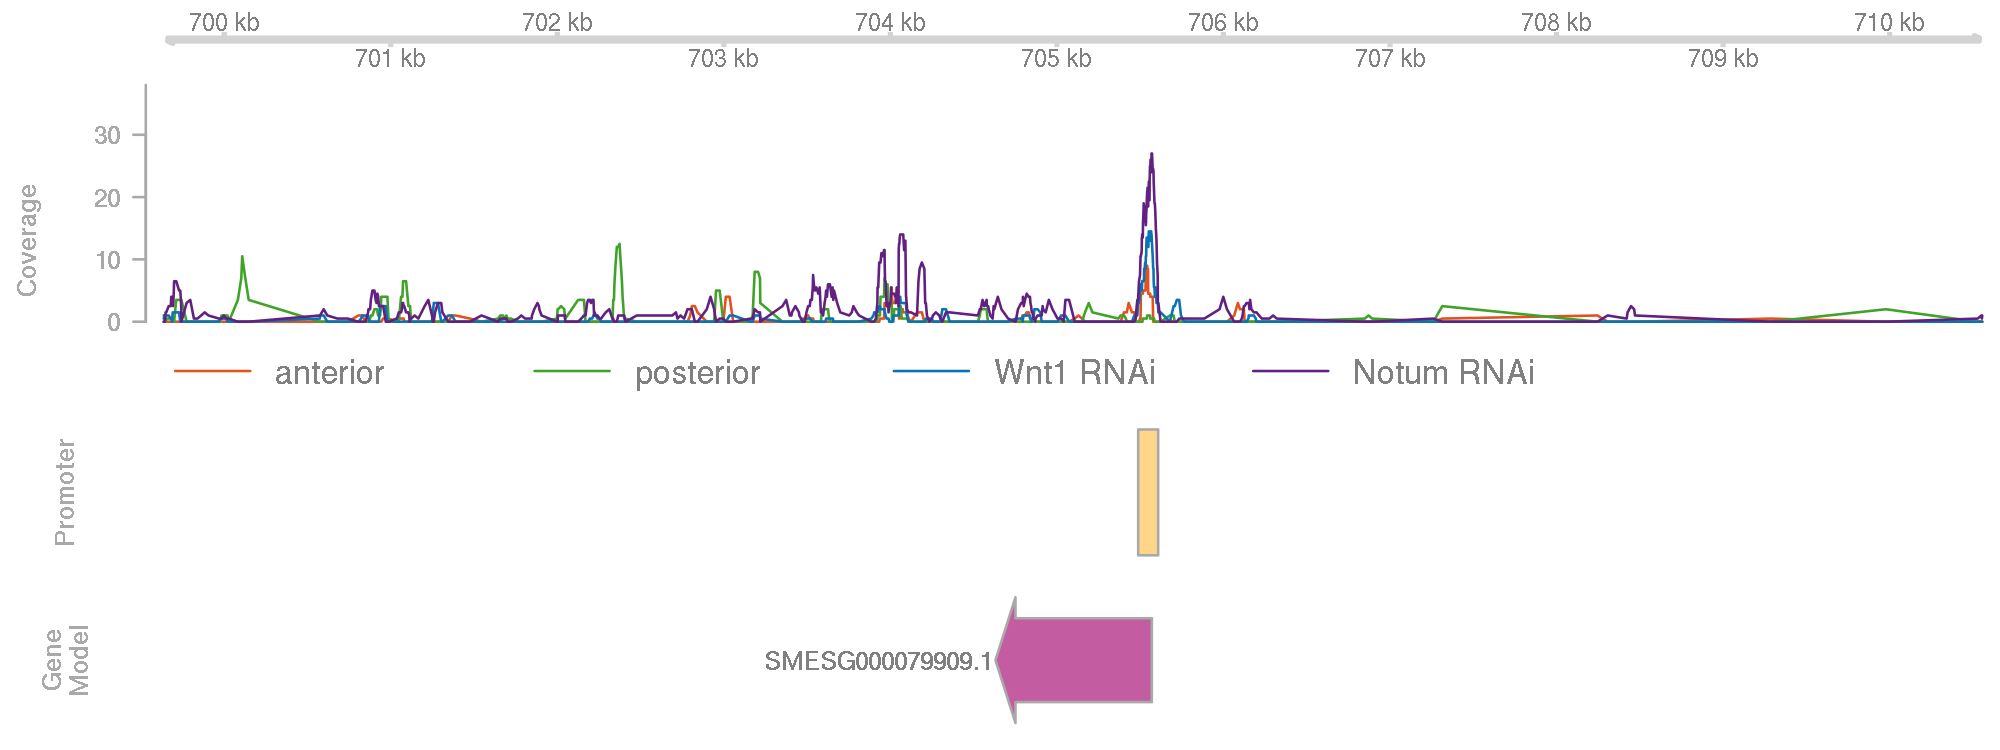 700 kb 702 kb 704 kb 706 kb 708 kb 710 kb
701 kb 703 kb 705 kb 707 kb 709 kb
Coverage
30
20
10
0
anterior posterior Wnt1 RNAi Notum RNAi
Promoter
Gene
Model
SMESG000079909.1